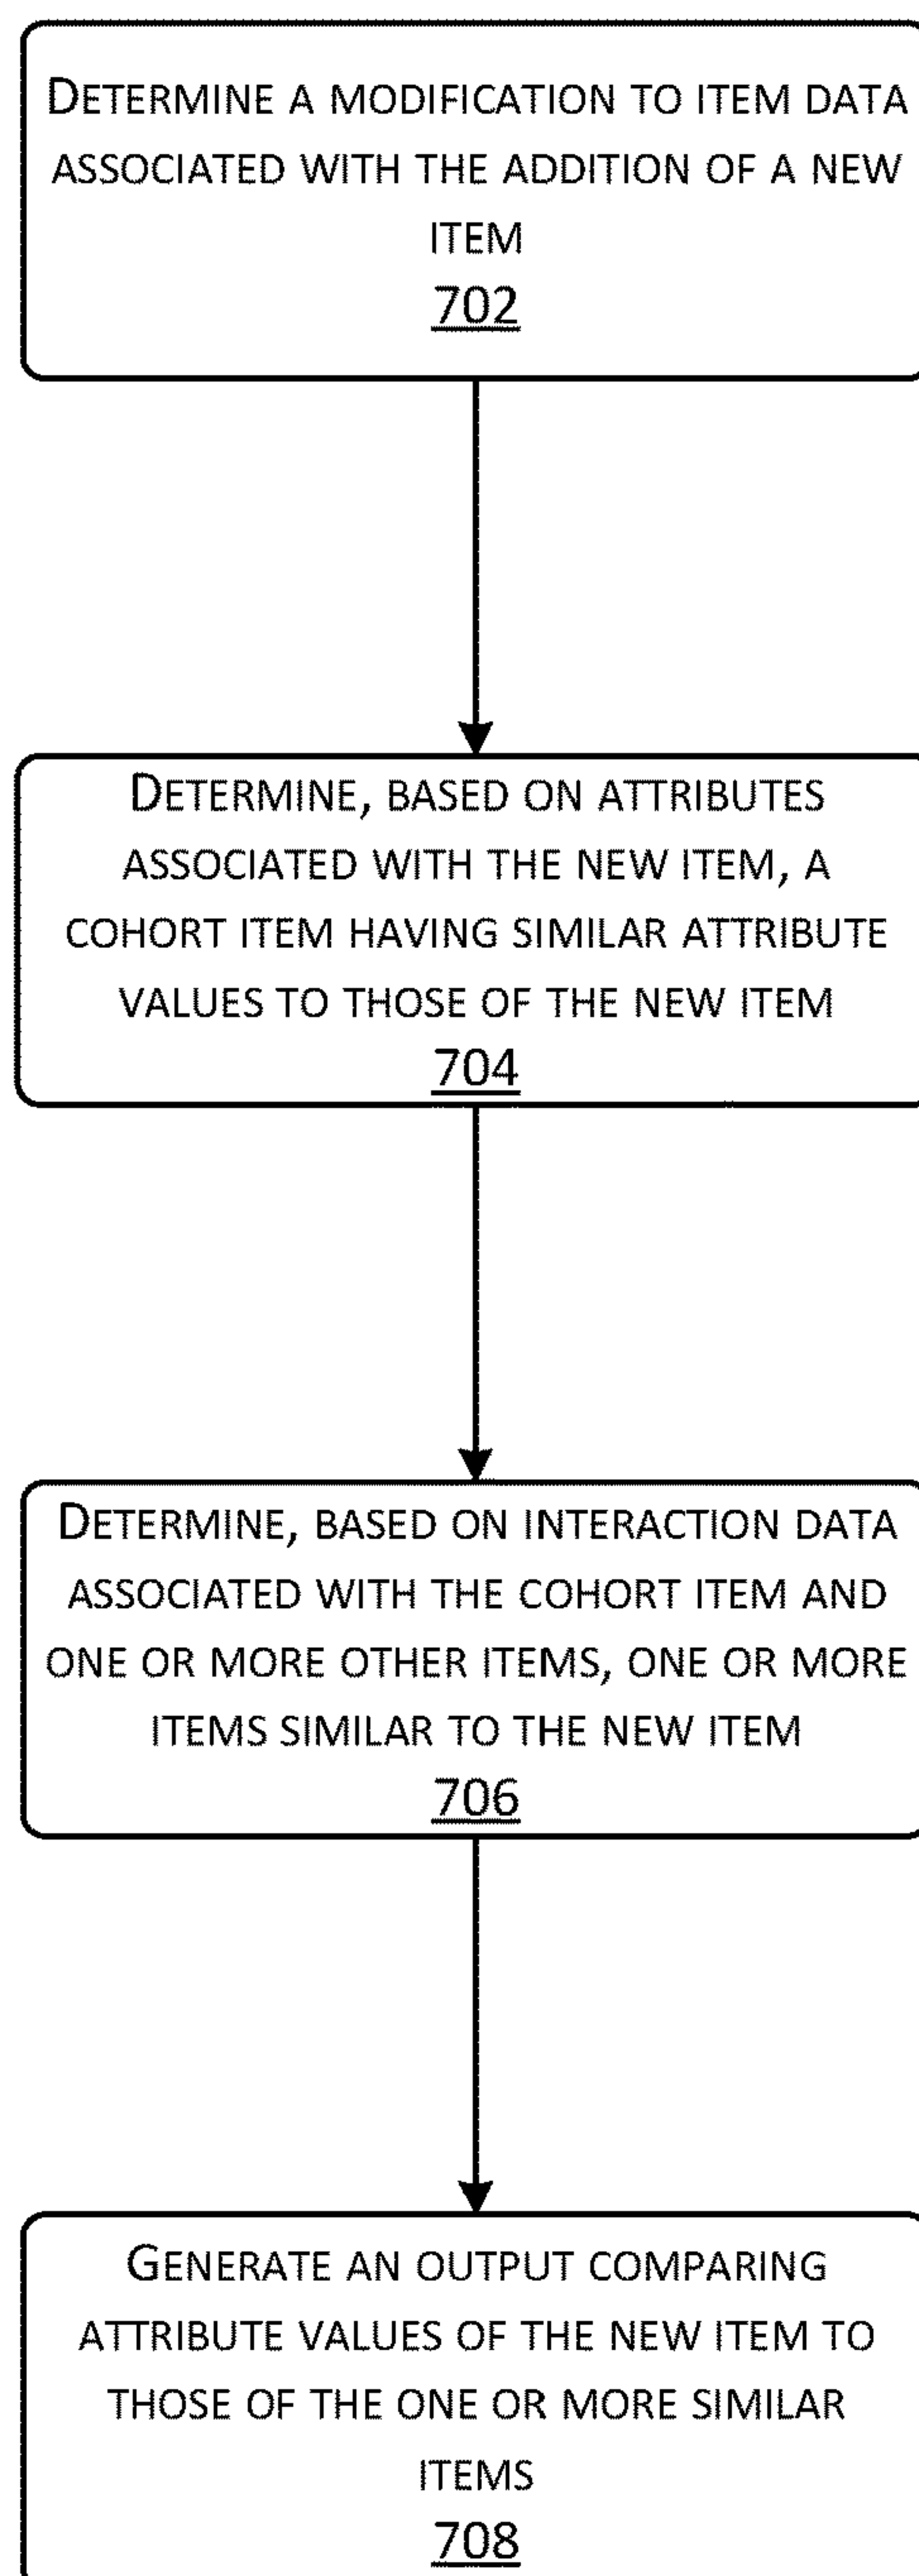 DETERMINE A MODIFICATION TO ITEM DATA
ASSOCIATED WITH THE ADDITION OF A NEW
ITEM
702
DETERMINE, BASED ON ATTRIBUTES
ASSOCIATED WITH THE NEW ITEM, A
COHORT ITEM HAVING SIMILAR ATTRIBUTE
VALUES TO THOSE OF THE NEW ITEM
704
DETERMINE, BASED ON INTERACTION DATA
ASSOCIATED WITH THE COHORT ITEM AND
ONE OR MORE OTHER ITEMS, ONE OR MORE
ITEMS SIMILAR TO THE NEW ITEM
706
GENERATE AN OUTPUT COMPARING
ATTRIBUTE VALUES OF THE NEW ITEM TO
THOSE OF THE ONE OR MORE SIMILAR
ITEMS
708